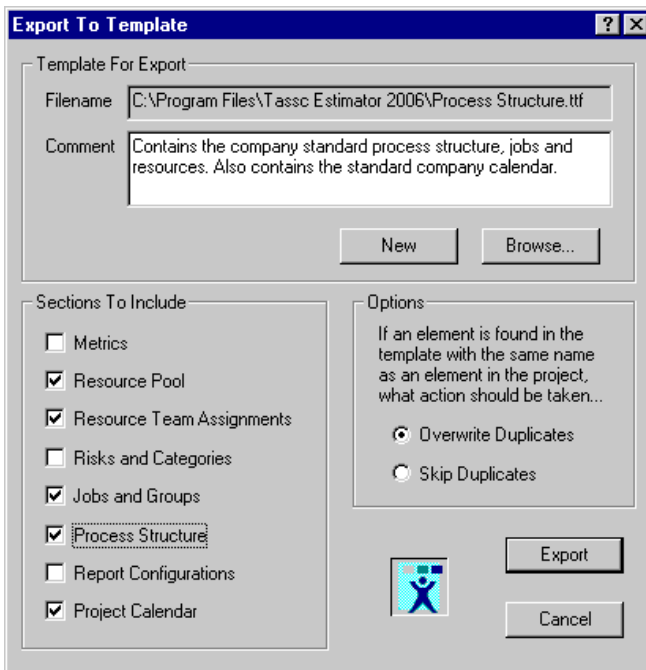 Export To Template
Template For Export
Filename
C:\Program Files\Tassc Estimator 2006\Process Structure.ttf
Comment
Contains the company standard process structure, jobs and
resources. Also contains the standard company calendar.
New
Browse...
Sections To Include
Metrics
Resource Pool
Resource Team Assignments
Risks and Categories
Jobs and Groups
Process Structure
Report Configurations
Project Calendar
Options
If an element is found in the
template with the same name
as an element in the project,
what action should be taken...
Overwrite Duplicates
Skip Duplicates
Export
Cancel